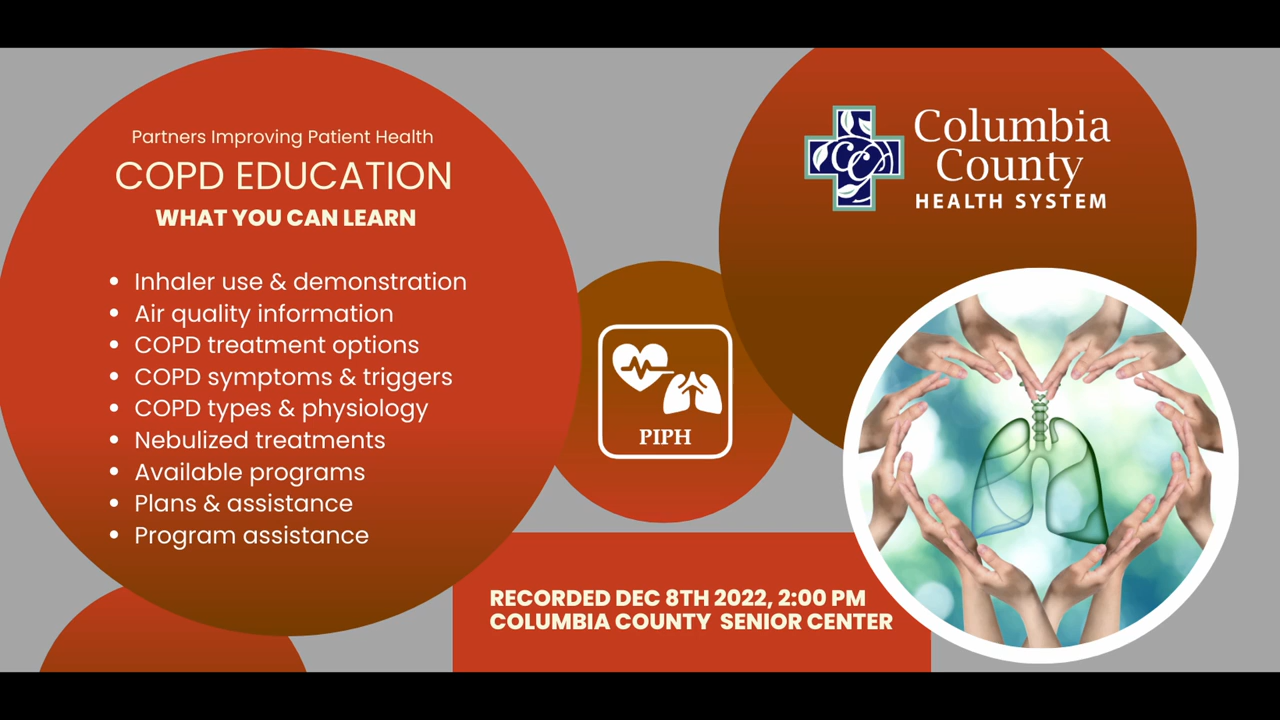 Partners Improving Patient Health
COPD EDUCATION
WHAT YOU CAN LEARN
• Inhaler use & demonstration
• Air quality information
• COPD treatment options
• COPD symptoms & triggers
• COPD types & physiology
• Nebulized treatments
• Available programs
• Plans & assistance
• Program assistance
PIPH
Columbia
County
HEALTH SYSTEM
RECORDED DEC 8TH 2022, 2:00 PM
COLUMBIA COUNTY SENIOR CENTER